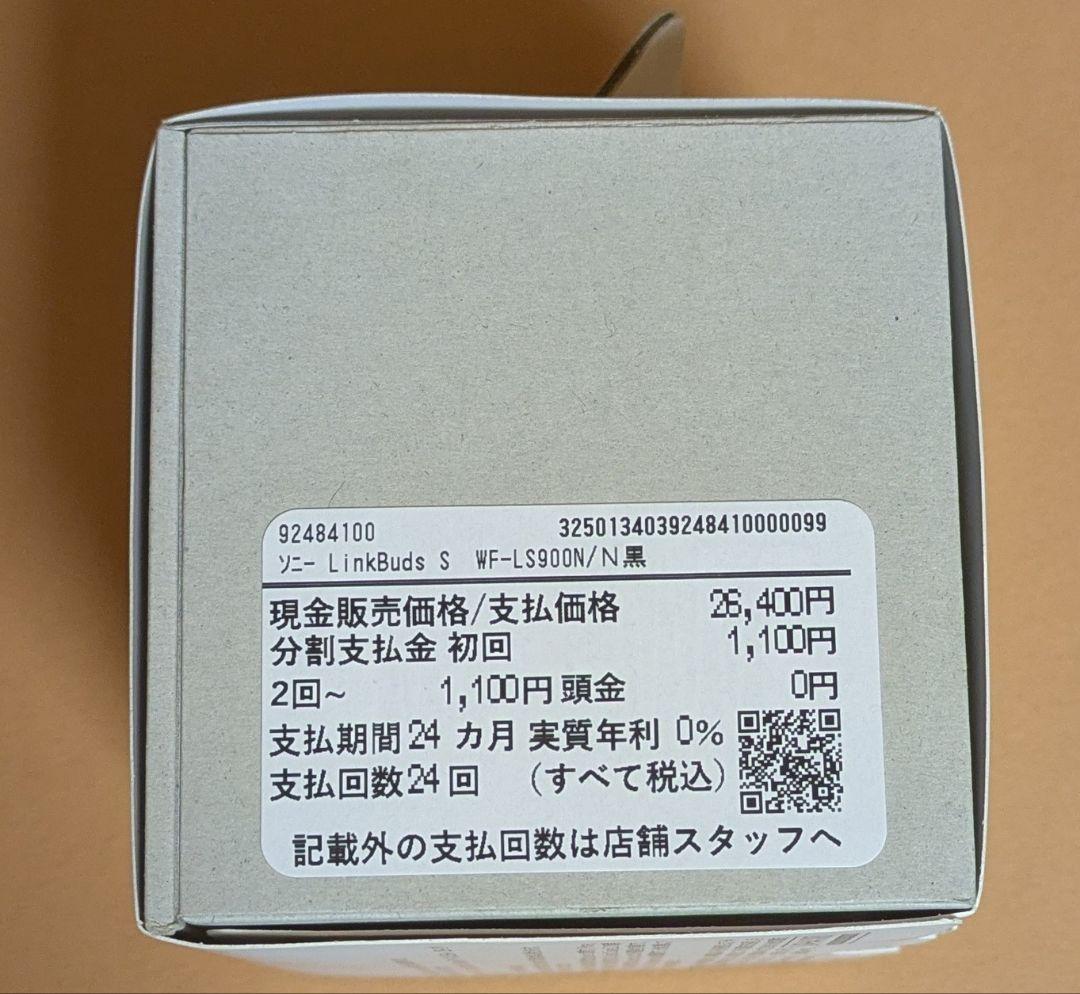 92484100 3250134039248410000099
ソニー LinkBuds S WF-LS900N/N黒
現金販売価格/支払価格 26,400円
分割支払金 初回 1,100円
2回~ 1,100円 頭金 0円
支払期間24 カ月 実質年利 0%
支払回数24 回 (すべて税込)
記載外の支払回数は店舗スタッフへ